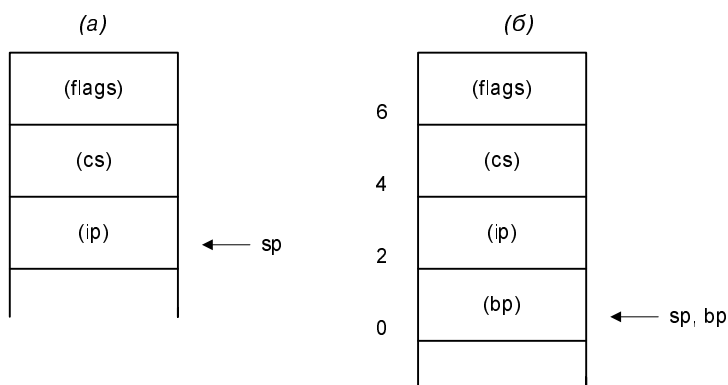 (а)
(flags)
(cs)
(ip)
sp
(б)
(flags)
6
(cs)
4
(ip)
2
(bp)
sp, bp
0